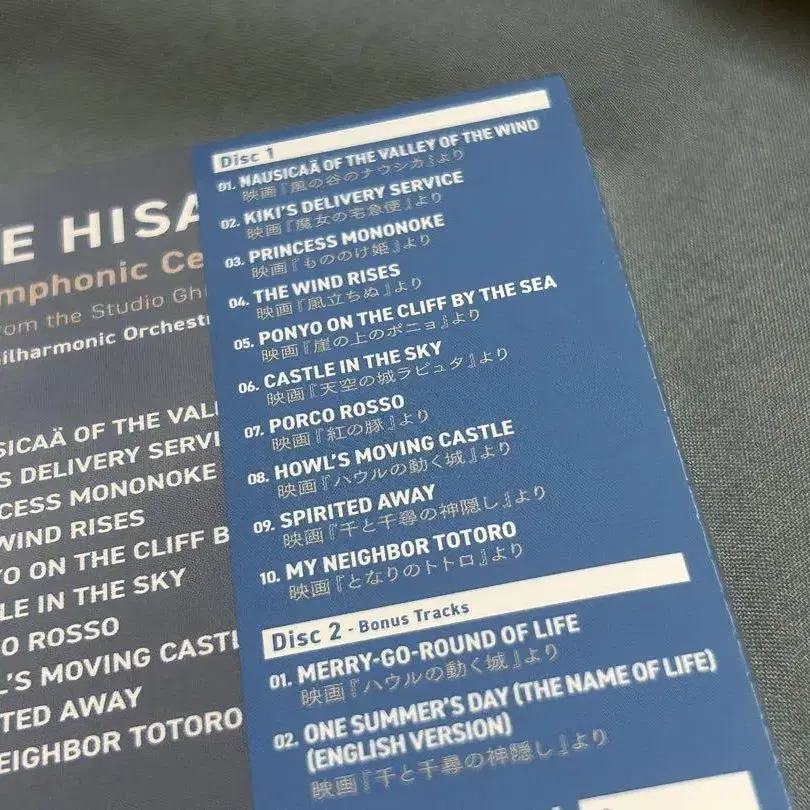 Disc 1
01. NAUSICAÄ OF THE VALLEY OF THE WIND
映画『風の谷のナウシカ』より
02. KIKI'S DELIVERY SERVICE
映画『魔女の宅急便』より
03. PRINCESS MONONOKE
映画『もののけ姫』より
04. THE WIND RISES
映画『風立ちぬ』より
05. PONYO ON THE CLIFF BY THE SEA
映画『崖の上のポニョ』より
06. CASTLE IN THE SKY
映画『天空の城ラピュタ』より
07. PORCO ROSSO
映画『紅の豚』より
08. HOWL'S MOVING CASTLE
映画『ハウルの動く城』より
09. SPIRITED AWAY
映画『千と千尋の神隠し』より
10. MY NEIGHBOR TOTORO
映画『となりのトトロ』より
Disc 2 - Bonus Tracks
01. MERRY-GO-ROUND OF LIFE
映画『ハウルの動く城』より
02. ONE SUMMER'S DAY (THE NAME OF LIFE)
(ENGLISH VERSION)
映画『千と千尋の神隠し』より
E HISA
mphonic Ce
rom the Studio Gh
ilharmonic Orchestr
SICAÄ OF THE VALL
S DELIVERY SERVI
CESS MONONOKE
WIND RISES
YO ON THE CLIFF B
LE IN THE SKY
O ROSSO
L'S MOVING CASTL
TED AWAY
EIGHBOR TOTORO